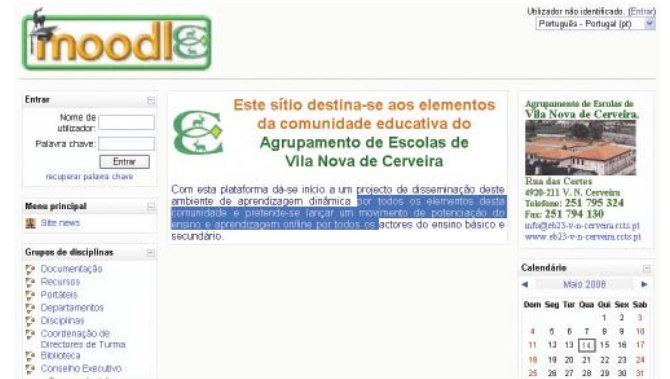 moodle
Utilizador não identificado. (Entrar)
Português - Portugal (pt)
Entrar
Nome de
utilizador:
Palavra chave:
Entrar
recuperar palavra chave
Menu principal
Site news
Grupos de disciplinas
Documentação
Recursos
Portáteis
Departamentos
Disciplinas
Coordenação de
Directores de Turma
Biblioteca
Conselho Executivo
Este sítio destina-se aos elementos
da comunidade educativa do
Agrupamento de Escolas de
Vila Nova de Cerveira
Com esta plataforma dá-se início a um projecto de disseminação deste
ambiente de aprendizagem dinâmica por todos os elementos desta
comunidade e pretende-se lançar um movimento de potenciação do
ensino e aprendizagem online por todos os actores do ensino básico e
secundário.
Agrupamento de Escolas de
Vila Nova de Cerveira.
Rua das Cortes
4920-211 V. N. Cerveira
Telefone: 251 795 324
Fax: 251 794 130
info@eb23-v-n-cerveira.rcts.pt
www.eb23-v-n-cerveira.rcts.pt
Calendário
Maio 2008
Dom Seg Ter Qua Qui Sex Sab
1 2 3
4 5 6 7 8 9 10
11 12 13 14 15 16 17
18 19 20 21 22 23 24
25 26 27 28 29 30 31